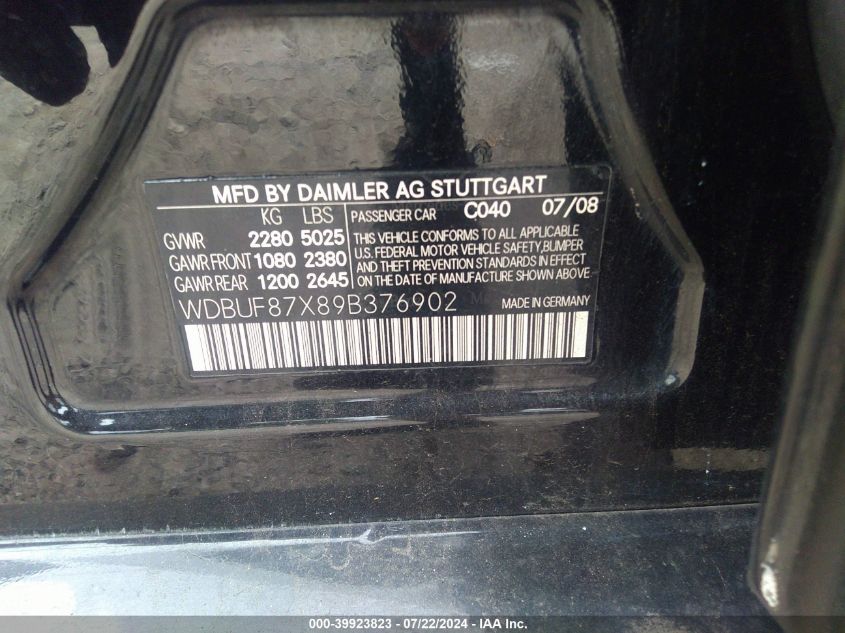 MFD BY DAIMLER AG STUTTGART
KG LBS PASSENGER CAR C040 07/08
GVWR 2280 5025 THIS VEHICLE CONFORMS TO ALL APPLICABLE
U.S. FEDERAL MOTOR VEHICLE SAFETY, BUMPER
GAWR FRONT 1080 2380 AND THEFT PREVENTION STANDARDS IN EFFECT
GAWR REAR 1200 2645 ON THE DATE OF MANUFACTURE SHOWN ABOVE.
WDBUF87X89B376902 MADE IN GERMANY
000-39923823 - 07/22/2024 - IAA Inc.